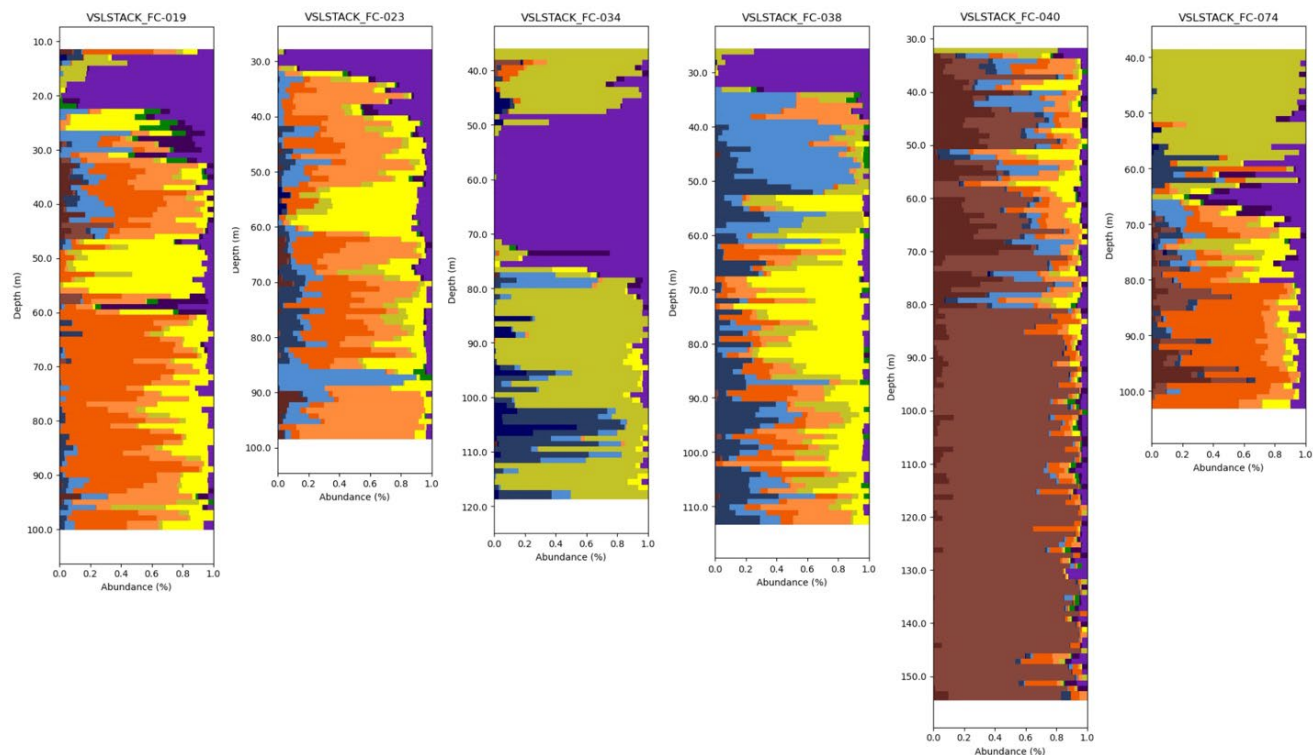 VSLSTACK_FC-019
10.0
20.0
30.0
40.0
50.0
60.0
70.0
80.0
90.0
100.0
Depth (m)
0.0 0.2 0.4 0.6 0.8 1.0
Abundance (%)
VSLSTACK_FC-023
30.0
40.0
50.0
60.0
70.0
80.0
90.0
100.0
Depth (m)
0.0 0.2 0.4 0.6 0.8 1.0
Abundance (%)
VSLSTACK_FC-034
40.0
50.0
60.0
70.0
80.0
90.0
100.0
110.0
120.0
Depth (m)
0.0 0.2 0.4 0.6 0.8 1.0
Abundance (%)
VSLSTACK_FC-038
30.0
40.0
50.0
60.0
70.0
80.0
90.0
100.0
110.0
Depth (m)
0.0 0.2 0.4 0.6 0.8 1.0
Abundance (%)
VSLSTACK_FC-040
30.0
40.0
50.0
60.0
70.0
80.0
90.0
100.0
110.0
120.0
130.0
140.0
150.0
Depth (m)
0.0 0.2 0.4 0.6 0.8 1.0
Abundance (%)
VSLSTACK_FC-074
40.0
50.0
60.0
70.0
80.0
90.0
100.0
Depth (m)
0.0 0.2 0.4 0.6 0.8 1.0
Abundance (%)